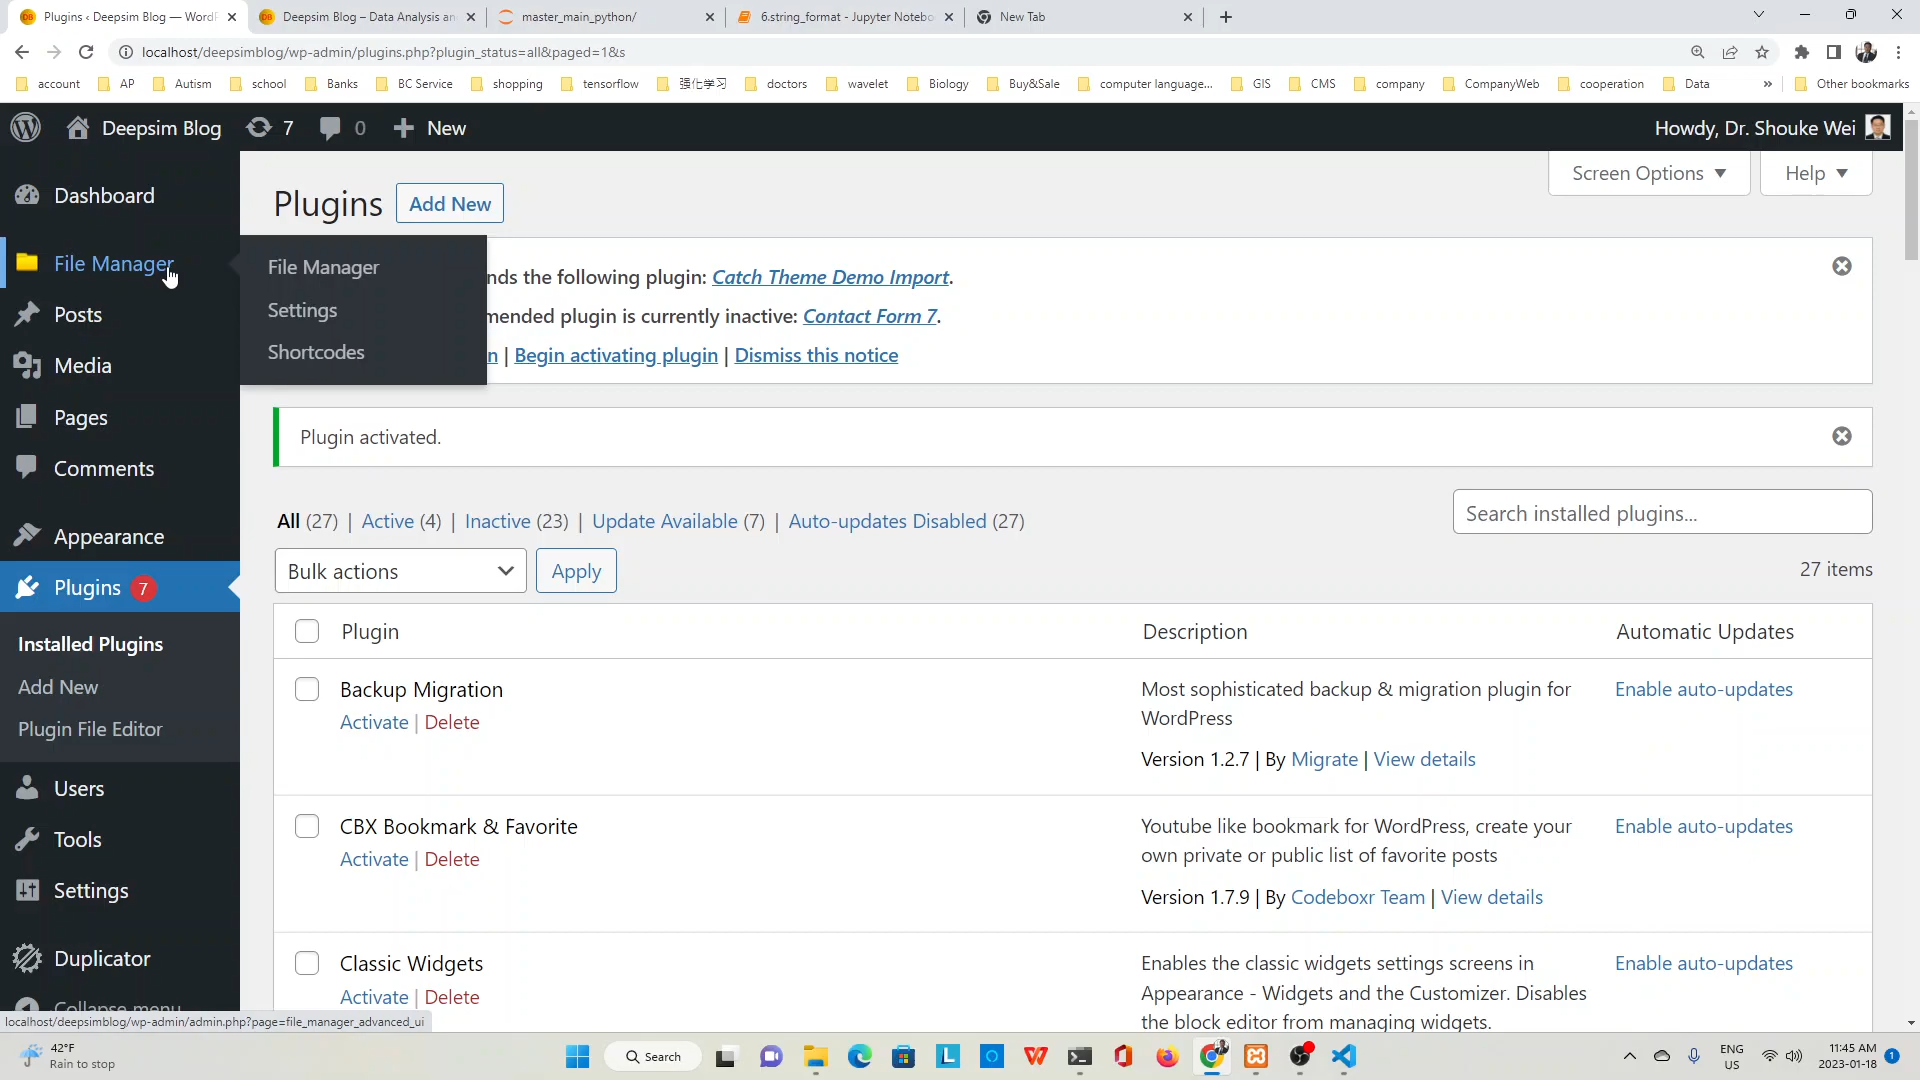 Plugins ‹ Deepsim Blog — WordP
Deepsim Blog – Data Analysis an
master_main_python/
6.string_format - Jupyter Notebo
New Tab
localhost/deepsimblog/wp-admin/plugins.php?plugin_status=all&paged=1&s
account
AP
Autism
school
Banks
BC Service
shopping
tensorflow
强化学习
doctors
wavelet
Biology
Buy&Sale
computer language...
GIS
CMS
company
CompanyWeb
cooperation
Data
»
Other bookmarks
Deepsim Blog
7
0
New
Howdy, Dr. Shouke Wei
Screen Options
Help
Dashboard
File Manager
Posts
Media
Pages
Comments
Appearance
Plugins 7
Installed Plugins
Add New
Plugin File Editor
Users
Tools
Settings
Duplicator
Collapse menu
File Manager
Settings
Shortcodes
Plugins
Add New
nds the following plugin: Catch Theme Demo Import.
mended plugin is currently inactive: Contact Form 7.
n | Begin activating plugin | Dismiss this notice
Plugin activated.
All (27) | Active (4) | Inactive (23) | Update Available (7) | Auto-updates Disabled (27)
Search installed plugins...
Bulk actions
Apply
27 items
Plugin
Description
Automatic Updates
Backup Migration
Activate | Delete
Most sophisticated backup & migration plugin for
WordPress
Version 1.2.7 | By Migrate | View details
Enable auto-updates
CBX Bookmark & Favorite
Activate | Delete
Youtube like bookmark for WordPress, create your
own private or public list of favorite posts
Version 1.7.9 | By Codeboxr Team | View details
Enable auto-updates
Classic Widgets
Activate | Delete
Enables the classic widgets settings screens in
Appearance - Widgets and the Customizer. Disables
the block editor from managing widgets.
Enable auto-updates
localhost/deepsimblog/wp-admin/admin.php?page=file_manager_advanced_ui
42°F
Rain to stop
Search
ENG
US
11:45 AM
2023-01-18
1